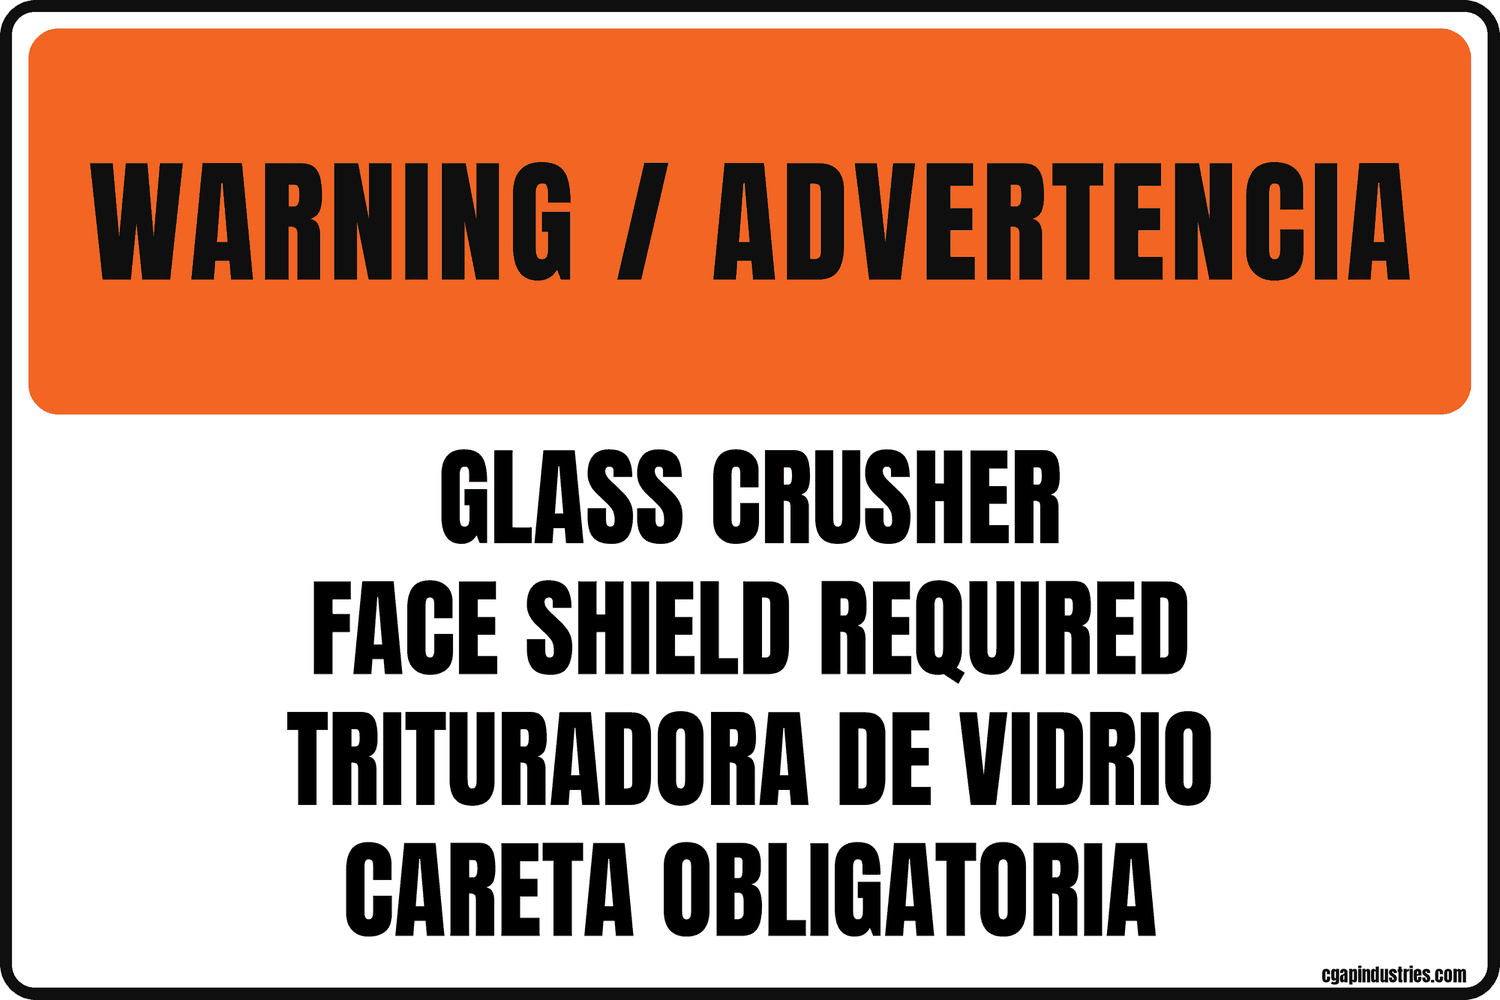 WARNING / ADVERTENCIA
GLASS CRUSHER
FACE SHIELD REQUIRED
TRITURADORA DE VIDRIO
CARETA OBLIGATORIA
cgapindustries.com